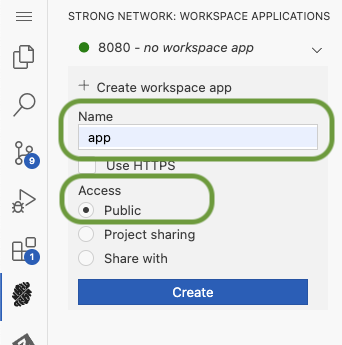 STRONG NETWORK: WORKSPACE APPLICATIONS
8080 - no workspace app
+ Create workspace app
Name
app
Use HTTPS
Access
Public
Project sharing
Share with
Create
9
1